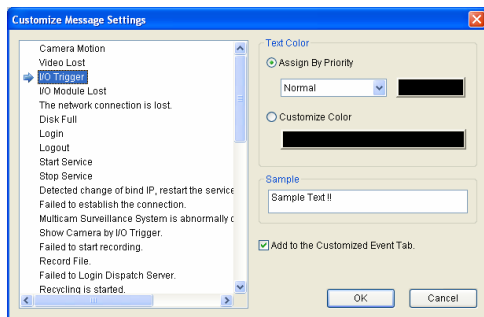 Customize Message Settings
Camera Motion
Video Lost
I/O Trigger
I/O Module Lost
The network connection is lost.
Disk Full
Login
Logout
Start Service
Stop Service
Detected change of bind IP, restart the service
Failed to establish the connection.
Multicam Surveillance System is abnormally
Show Camera by I/O Trigger.
Failed to start recording.
Record File.
Failed to Login Dispatch Server.
Recycling is started.
Text Color
Assign By Priority
Normal
Customize Color
Sample
Sample Text !!
Add to the Customized Event Tab.
OK
Cancel